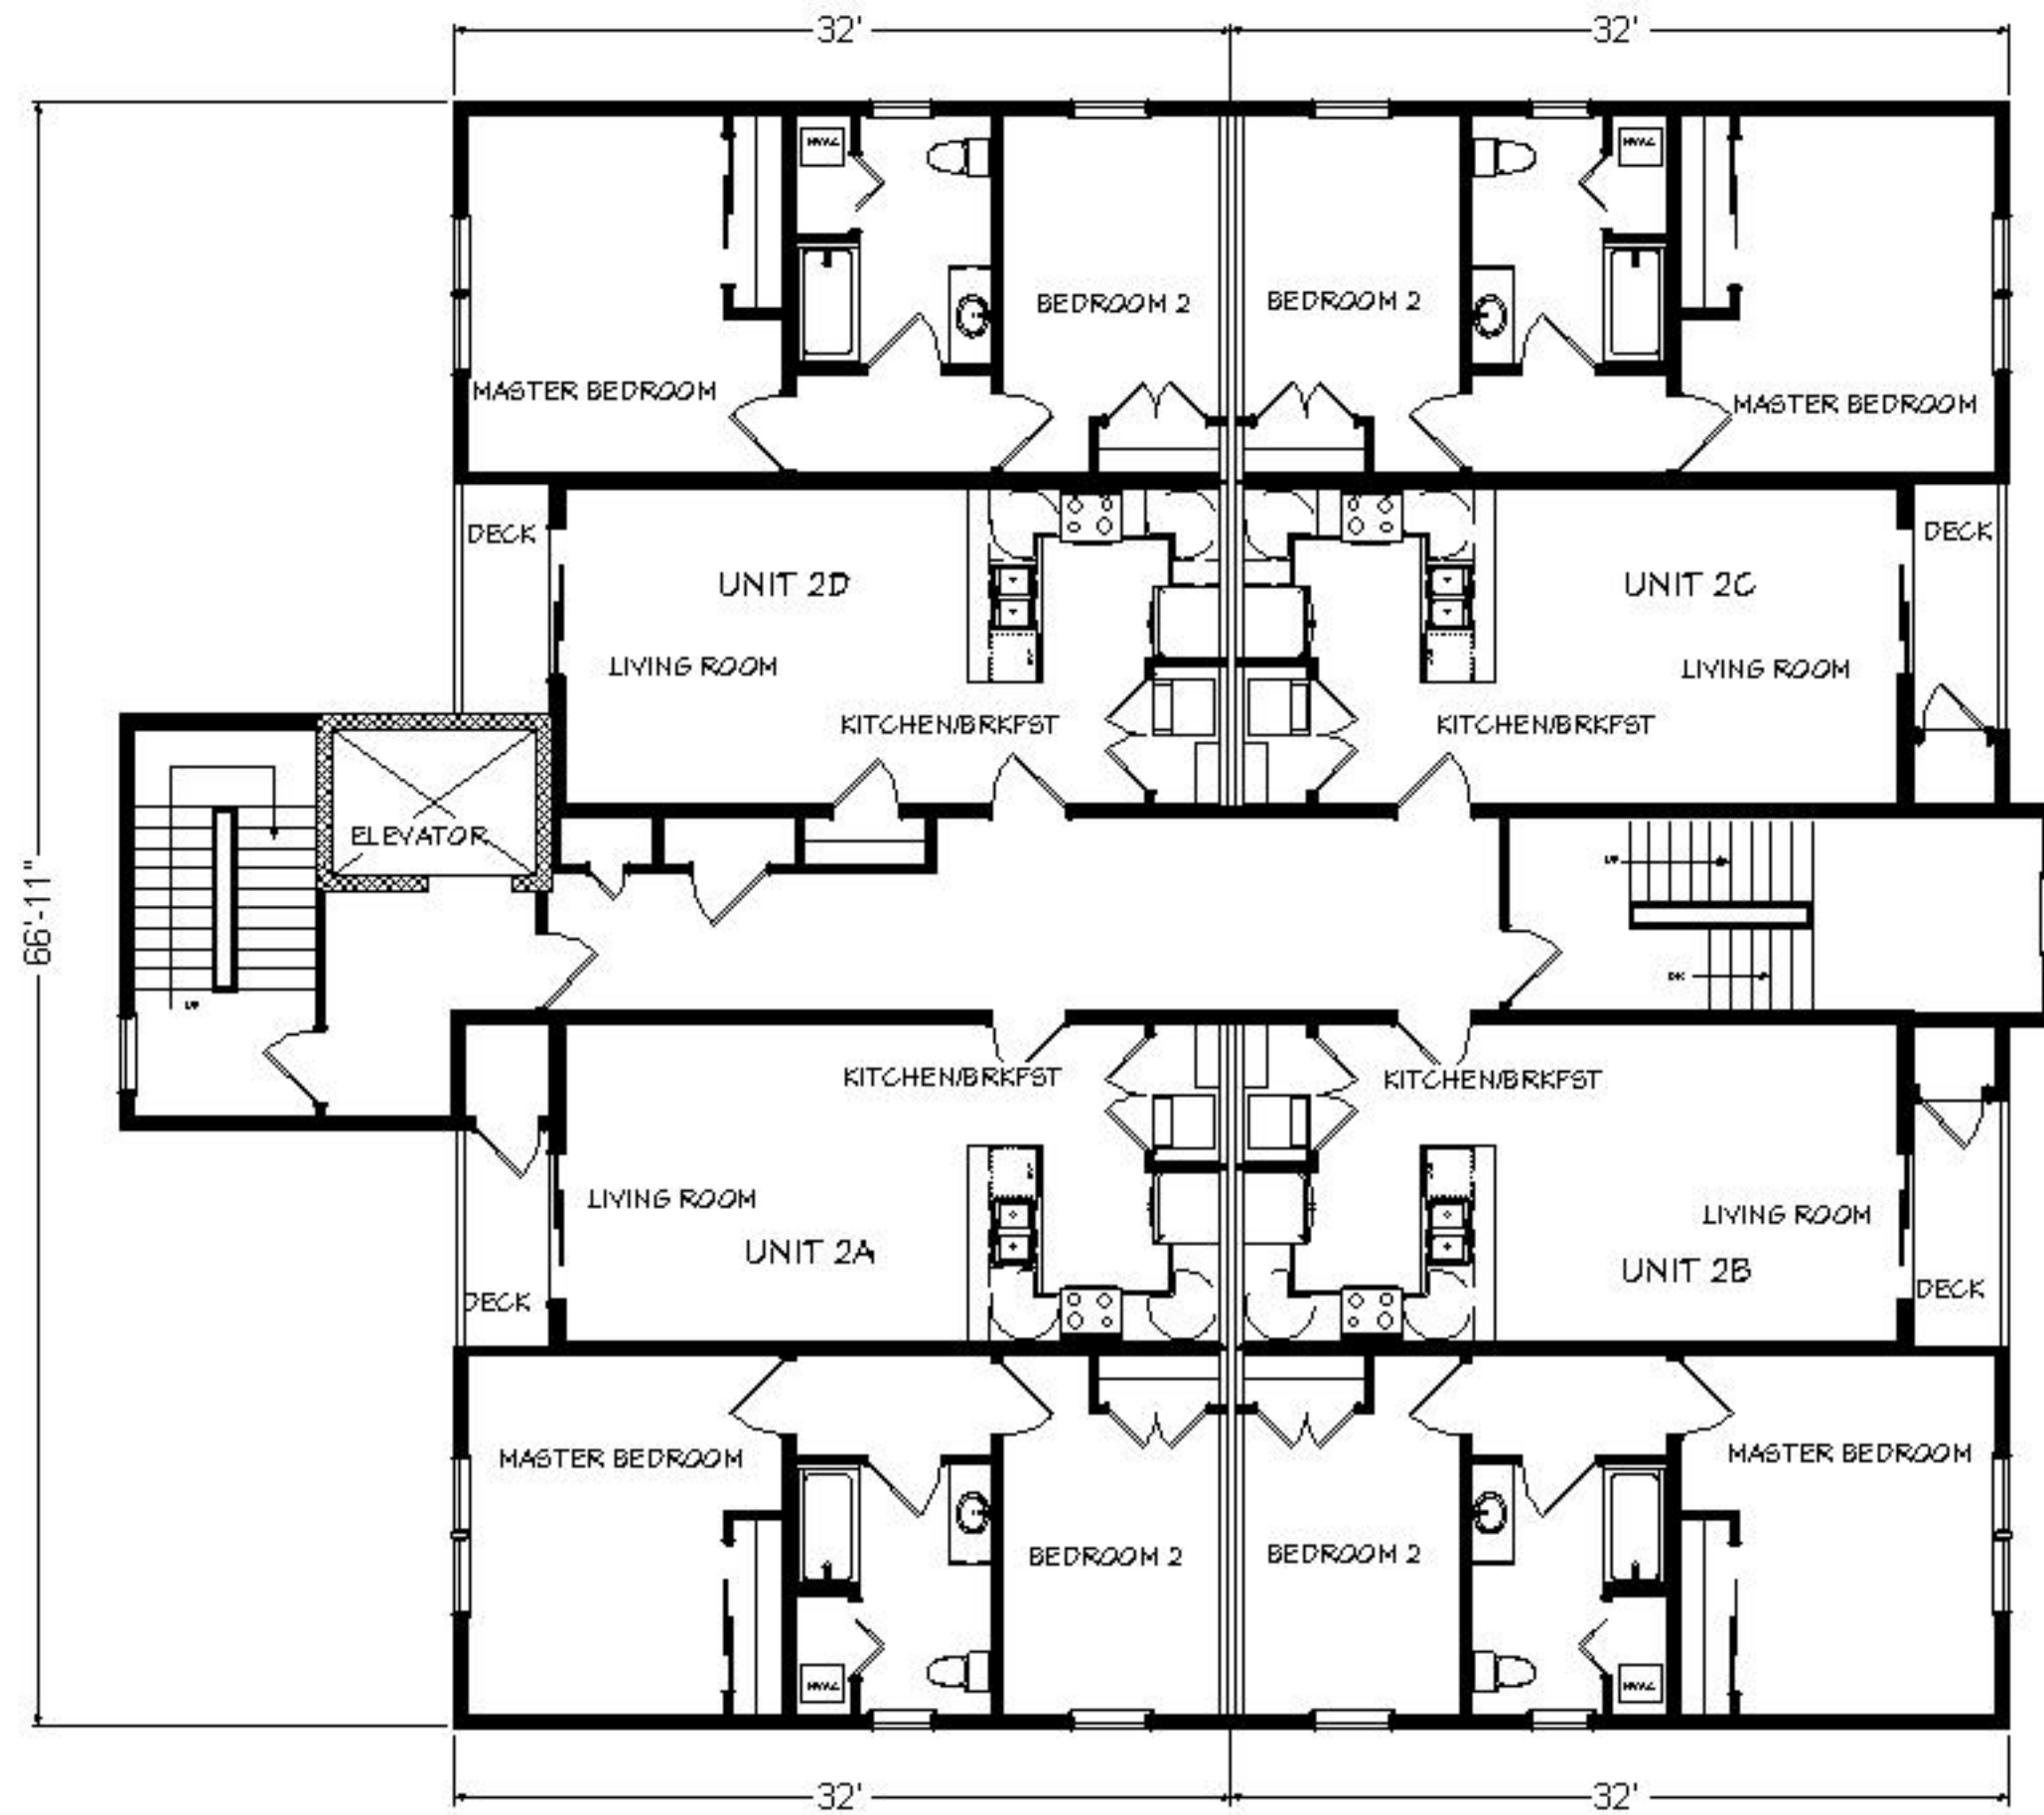 32'
32'
HVAC
HVAC
BEDROOM 2
BEDROOM 2
MASTER BEDROOM
MASTER BEDROOM
DECK
DECK
UNIT 2D
UNIT 2C
LIVING ROOM
LIVING ROOM
KITCHEN/BRKFST
KITCHEN/BRKFST
ELEVATOR
UP
66'-11"
DN
UP
KITCHEN/BRKFST
KITCHEN/BRKFST
LIVING ROOM
LIVING ROOM
UNIT 2A
UNIT 2B
DECK
DECK
MASTER BEDROOM
MASTER BEDROOM
BEDROOM 2
BEDROOM 2
HVAC
HVAC
32'
32'